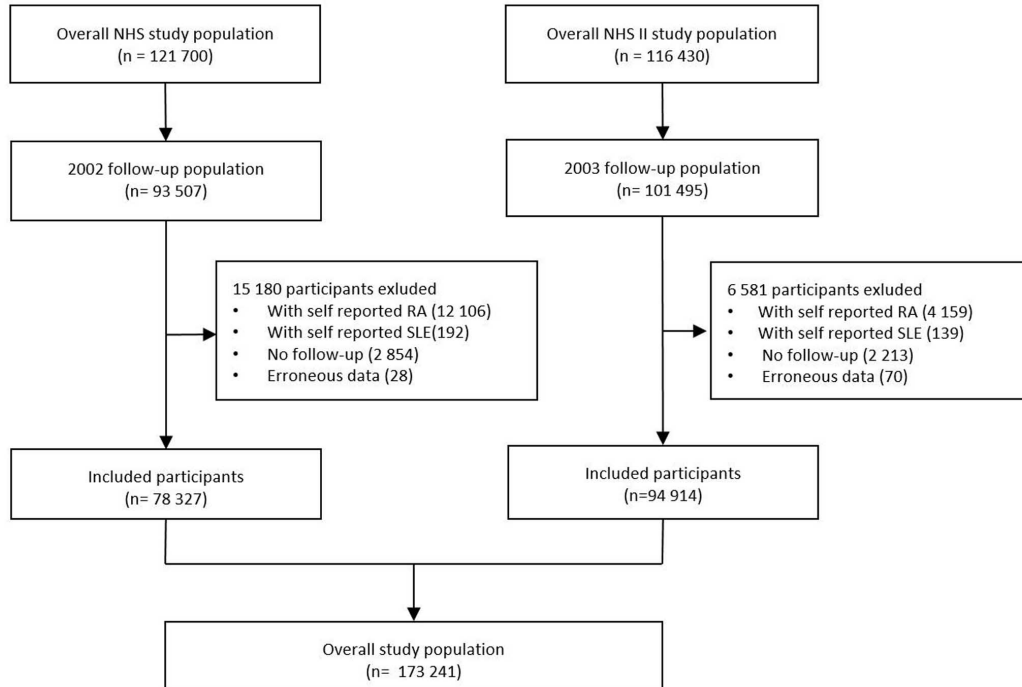 Overall NHS study population
(n = 121 700)
Overall NHS II study population
(n = 116 430)
2002 follow-up population
(n= 93 507)
2003 follow-up population
(n= 101 495)
15 180 participants exluded
• With self reported RA (12 106)
• With self reported SLE(192)
• No follow-up (2 854)
• Erroneous data (28)
6 581 participants exluded
• With self reported RA (4 159)
• With self reported SLE (139)
• No follow-up (2 213)
• Erroneous data (70)
Included participants
(n= 78 327)
Included participants
(n=94 914)
Overall study population
(n= 173 241)